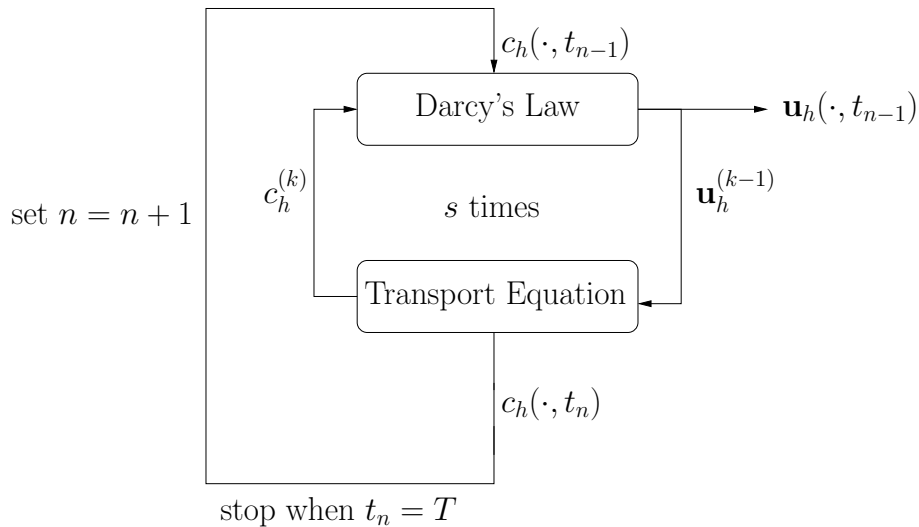 c_h(·, t_{n−1})
Darcy's Law
𝐮_h(·, t_{n−1})
c_h^{(k)}
𝐮_h^{(k−1)}
s times
set n = n + 1
Transport Equation
c_h(·, t_n)
stop when t_n = T